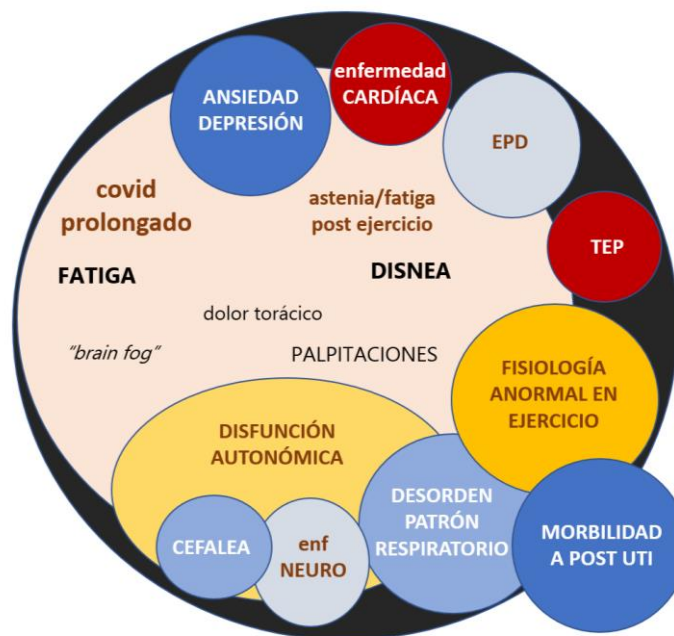 ANSIEDAD
DEPRESIÓN
enfermedad
CARDÍACA
EPD
covid
prolongado
astenia/fatiga
post ejercicio
TEP
FATIGA
DISNEA
dolor torácico
"brain fog"
PALPITACIONES
FISIOLOGÍA
ANORMAL EN
EJERCICIO
DISFUNCIÓN
AUTONÓMICA
DESORDEN
PATRÓN
RESPIRATORIO
MORBILIDAD
A POST UTI
CEFALEA
enf
NEURO